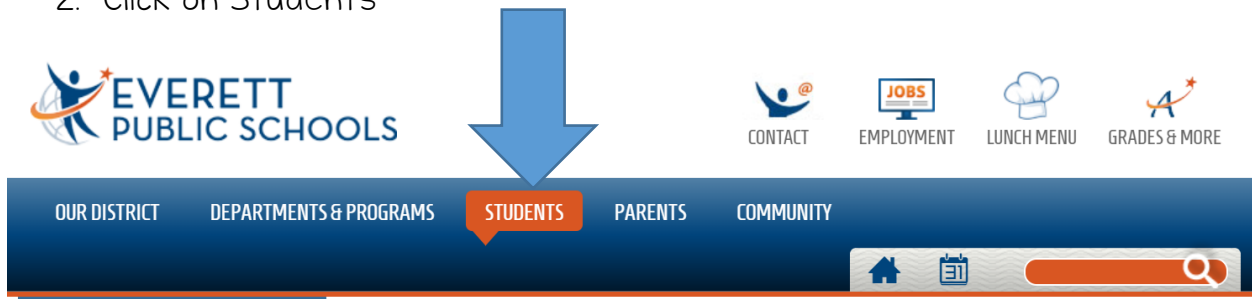 2. Click on Students
EVERETT
PUBLIC SCHOOLS
@
JOBS
A
CONTACT EMPLOYMENT LUNCH MENU GRADES & MORE
OUR DISTRICT DEPARTMENTS & PROGRAMS STUDENTS PARENTS COMMUNITY
31